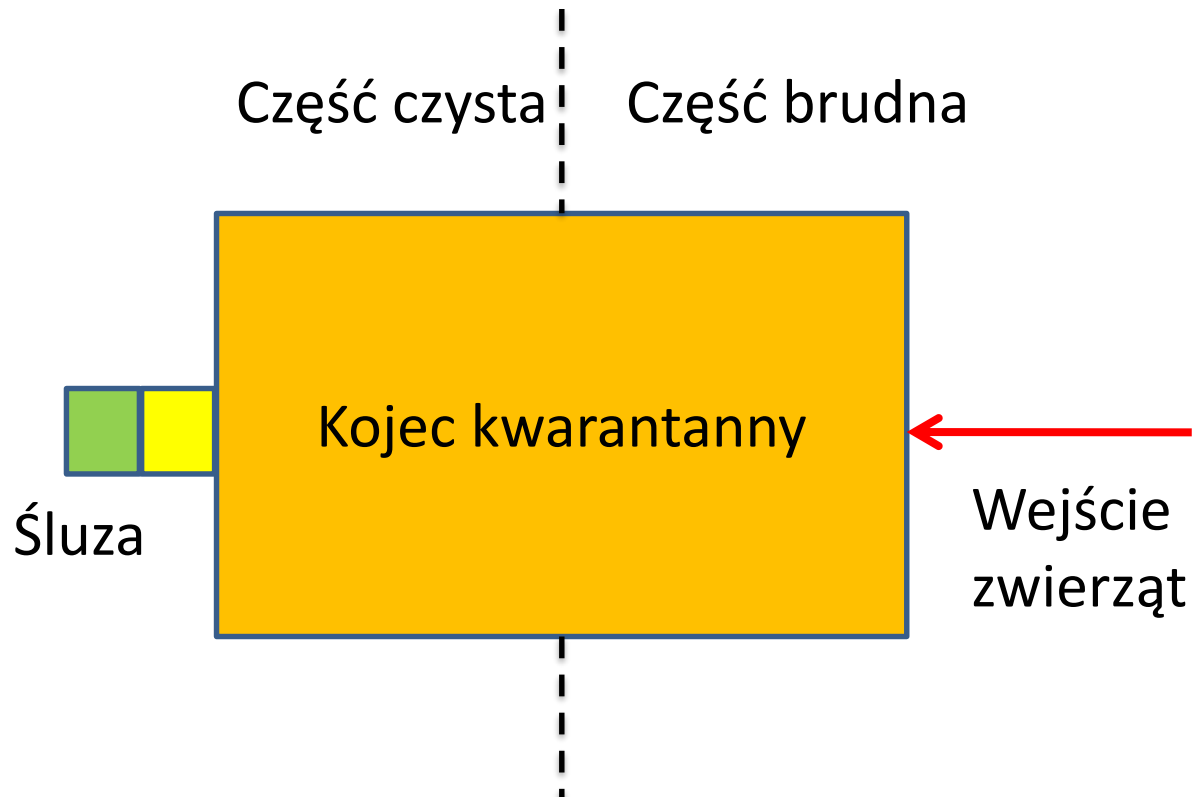 Część czysta
Część brudna
Kojec kwarantanny
Śluza
Wejście
zwierząt